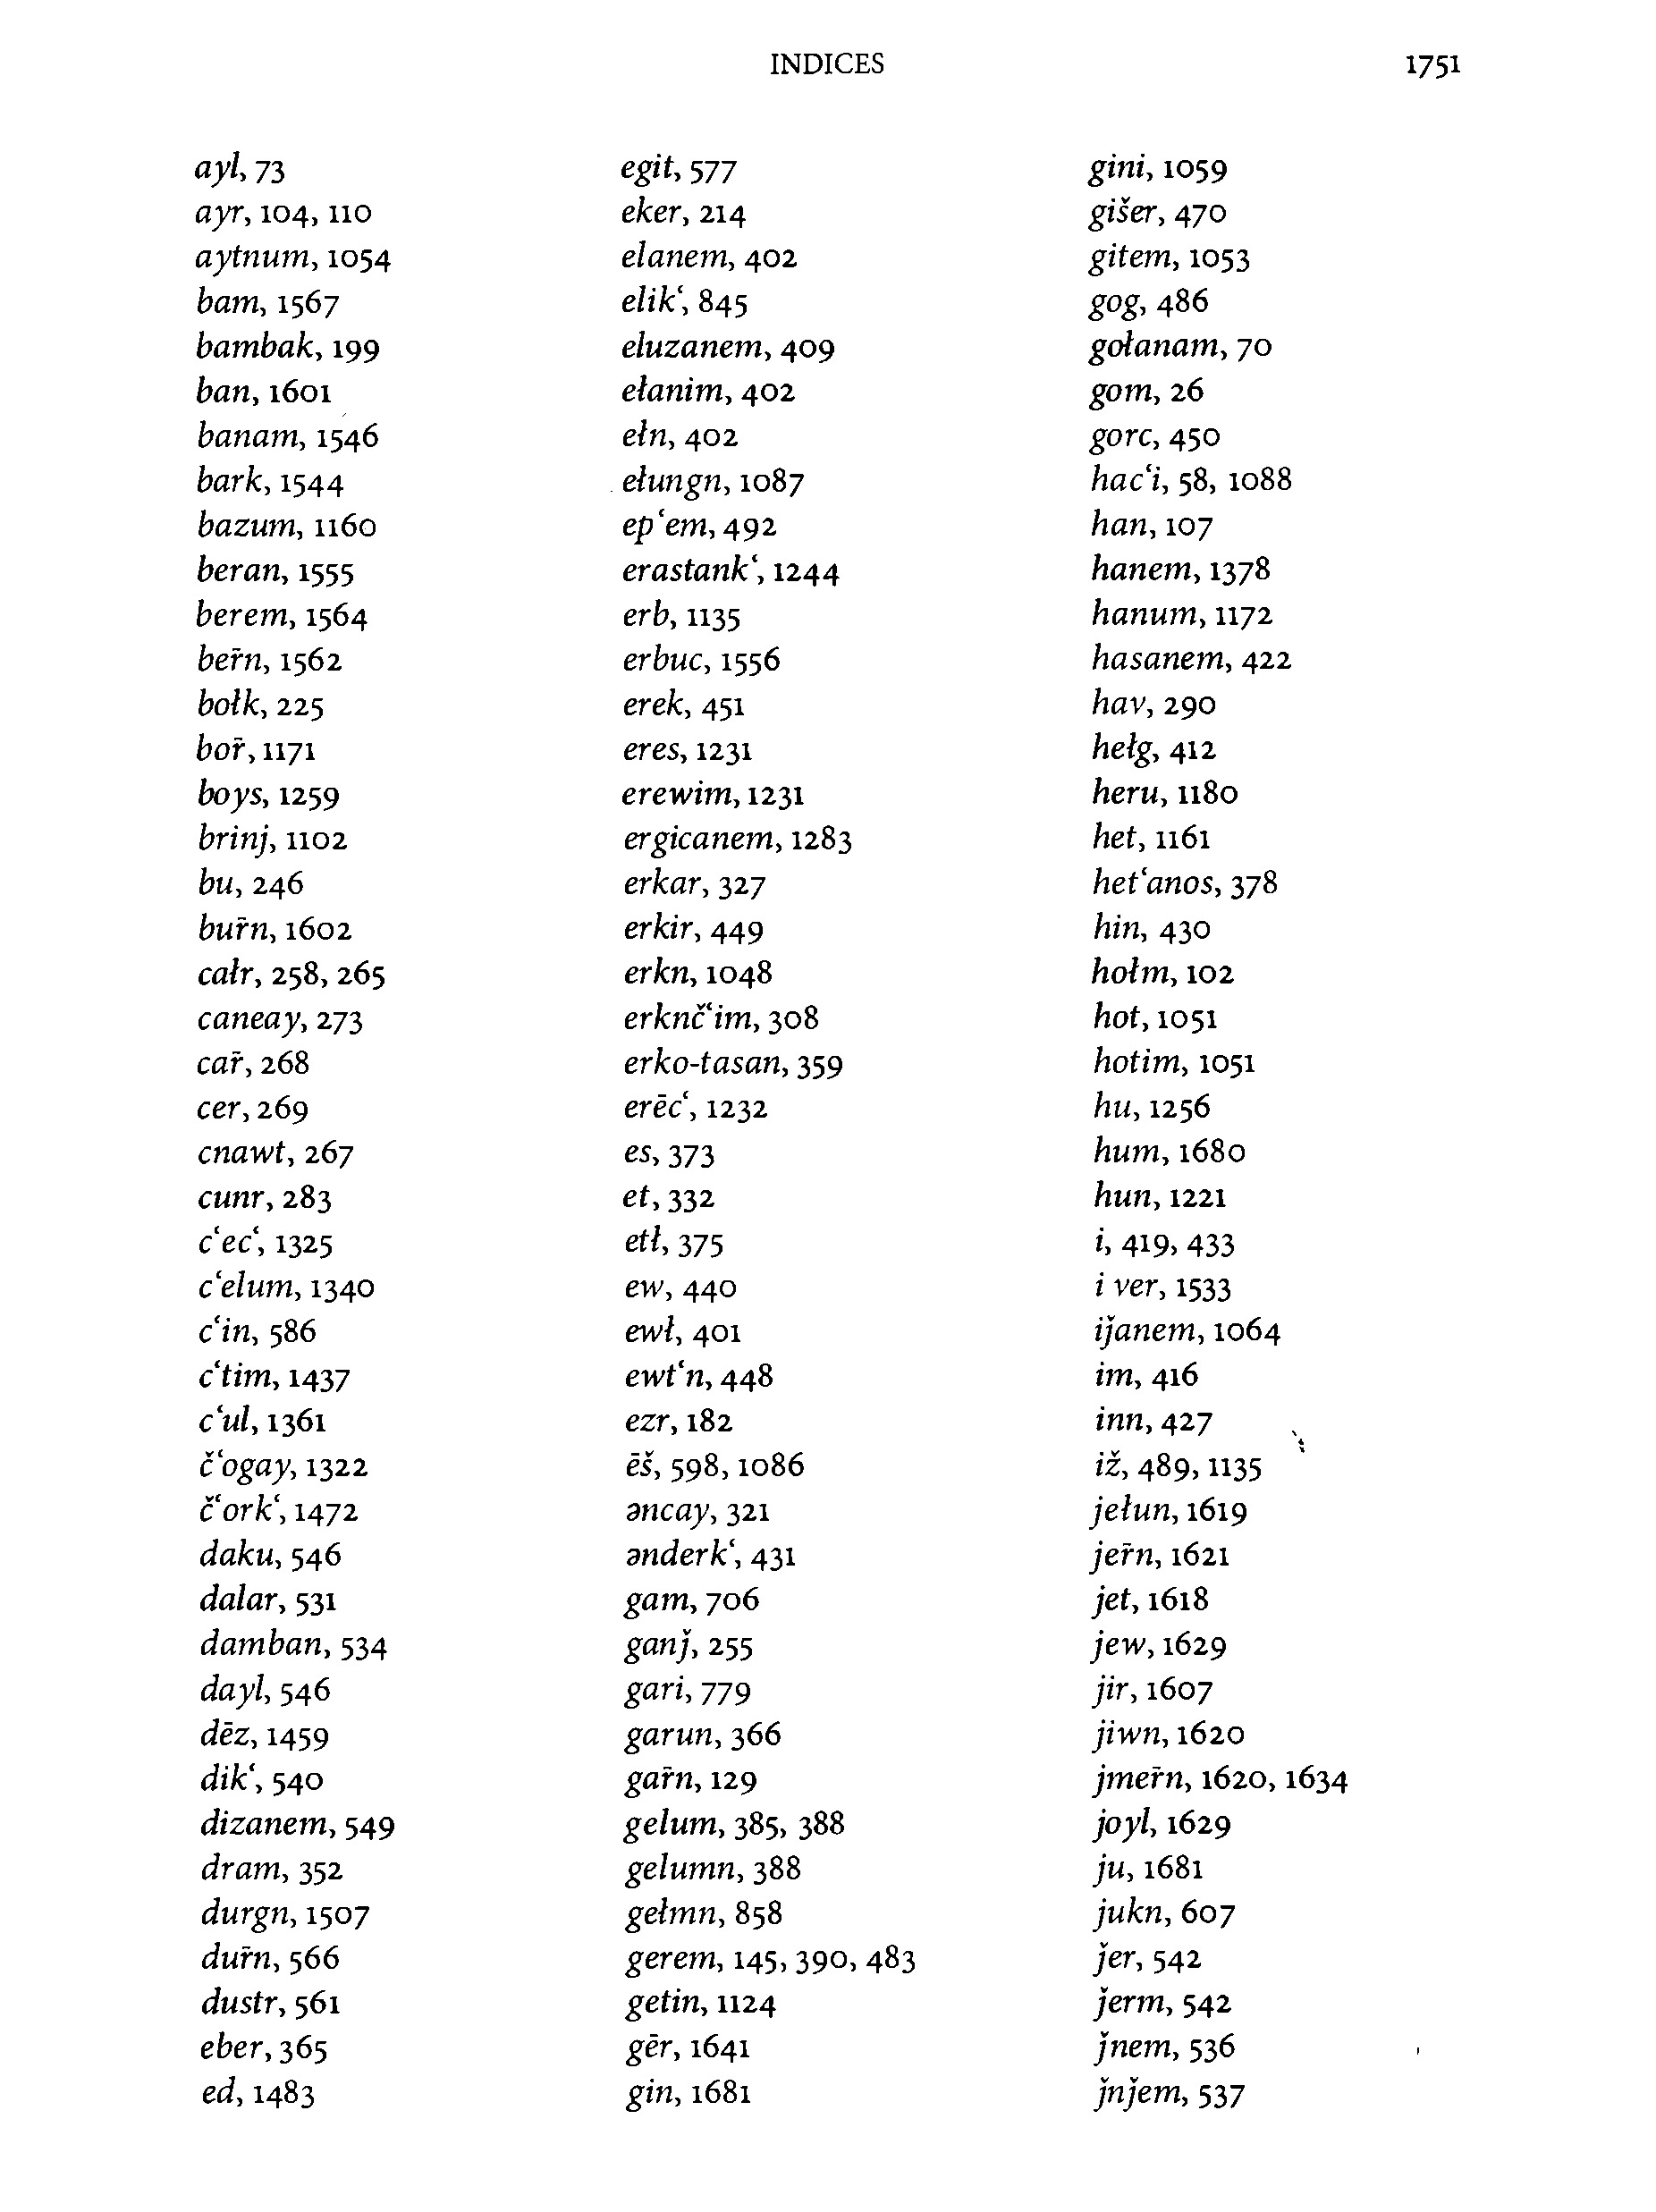 INDICES 1751
ayl, 73
ayr, 104, 110
aytnum, 1054
bam, 1567
bambak, 199
ban, 1601
banam, 1546
bark, 1544
bazum, 1160
beran, 1555
berem, 1564
beṙn, 1562
bołk, 225
boṙ, 1171
boys, 1259
brinj, 1102
bu, 246
buṙn, 1602
całr, 258, 265
caneay, 273
caṙ, 268
cer, 269
cnawt, 267
cunr, 283
cʻecʻ, 1325
cʻelum, 1340
cʻin, 586
cʻtim, 1437
cʻul, 1361
čʻogay, 1322
čʻorkʻ, 1472
daku, 546
dalar, 531
damban, 534
dayl, 546
dēz, 1459
dikʻ, 540
dizanem, 549
dram, 352
durgn, 1507
duṙn, 566
dustr, 561
eber, 365
ed, 1483
egit, 577
eker, 214
elanem, 402
elikʻ, 845
eluzanem, 409
ełanim, 402
ełn, 402
ełungn, 1087
epʻem, 492
erastankʻ, 1244
erb, 1135
erbuc, 1556
erek, 451
eres, 1231
erewim, 1231
ergicanem, 1283
erkar, 327
erkir, 449
erkn, 1048
erknčʻim, 308
erko-tasan, 359
erēcʻ, 1232
es, 373
et, 332
etł, 375
ew, 440
ewł, 401
ewtʻn, 448
ezr, 182
ēš, 598, 1086
əncay, 321
ənderkʻ, 431
gam, 706
ganǰ, 255
gari, 779
garun, 366
gaṙn, 129
gelum, 385, 388
gelumn, 388
gełmn, 858
gerem, 145, 390, 483
getin, 1124
gēr, 1641
gin, 1681
gini, 1059
gišer, 470
gitem, 1053
gog, 486
gołanam, 70
gom, 26
gorc, 450
hacʻi, 58, 1088
han, 107
hanem, 1378
hanum, 1172
hasanem, 422
hav, 290
hełg, 412
heru, 1180
het, 1161
hetʻanos, 378
hin, 430
hołm, 102
hot, 1051
hotim, 1051
hu, 1256
hum, 1680
hun, 1221
i, 419, 433
i ver, 1533
iǰanem, 1064
im, 416
inn, 427
iž, 489, 1135
jełun, 1619
jeṙn, 1621
jet, 1618
jew, 1629
jir, 1607
jiwn, 1620
jmeṙn, 1620, 1634
joyl, 1629
ju, 1681
jukn, 607
ǰer, 542
ǰerm, 542
ǰnem, 536
ǰnǰem, 537